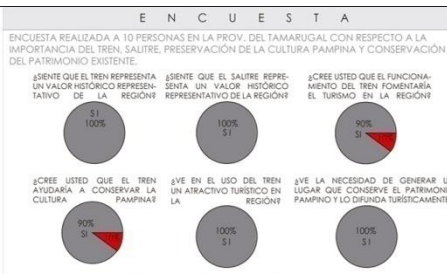 E N C U E S T A
ENCUESTA REALIZADA A 10 PERSONAS EN LA PROV. DEL TAMARUGAL CON RESPECTO A LA
IMPORTANCIA DEL TREN, SALITRE, PRESERVACIÓN DE LA CULTURA PAMPINA Y CONSERVACIÓN
DEL PATRIMONIO EXISTENTE.
¿SIENTE QUE EL TREN REPRESENTA
UN VALOR HISTÓRICO REPRESEN-
TATIVO DE LA REGIÓN?
SI
100%
¿SIENTE QUE EL SALITRE REPRE-
SENTA UN VALOR HISTÓRICO
REPRESENTATIVO DE LA REGIÓN?
100%
SI
¿CREE USTED QUE EL FUNCIONA-
MIENTO DEL TREN FOMENTARÍA
EL TURISMO EN LA REGIÓN?
90%
SI
¿CREE USTED QUE EL TREN
AYUDARÍA A CONSERVAR LA
CULTURA PAMPINA?
90%
SI
¿VE EN EL USO DEL TREN
UN ATRACTIVO TURÍSTICO EN
LA REGIÓN?
100%
SI
¿VE LA NECESIDAD DE GENERAR U
LUGAR QUE CONSERVE EL PATRIMONI
PAMPINO Y LO DIFUNDA TURÍSTICAMENTE
100%
SI